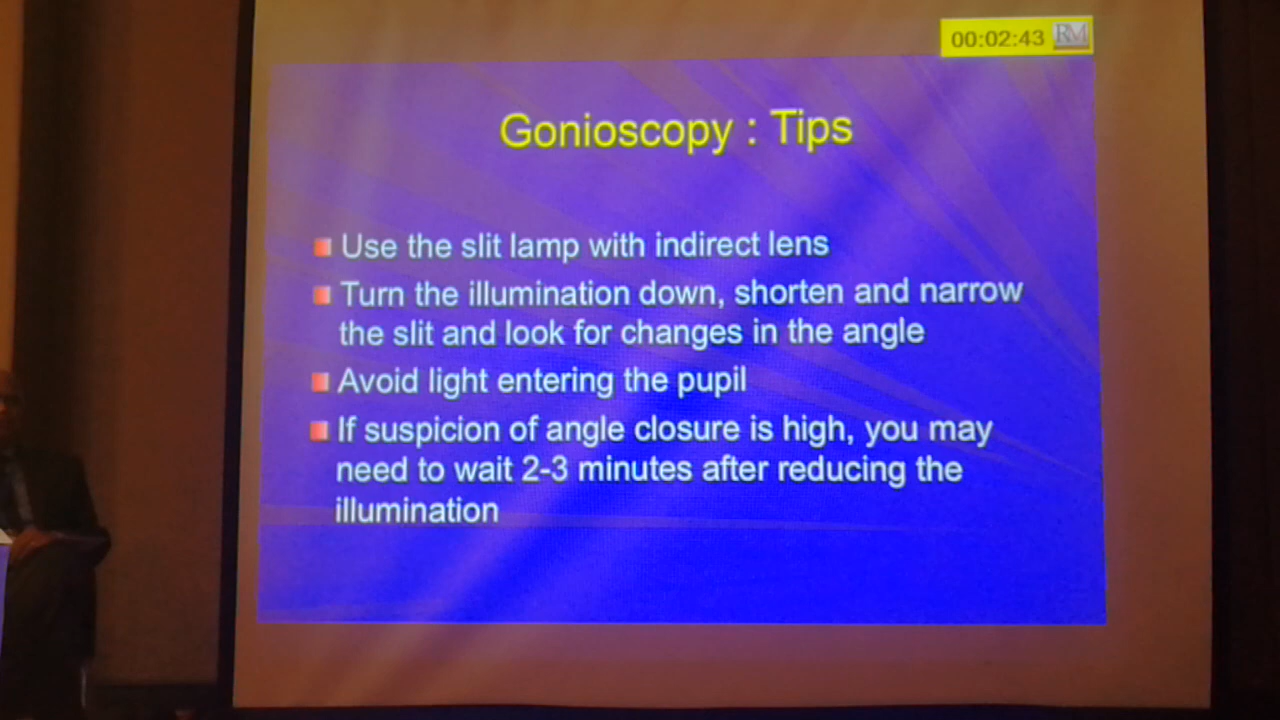 00:02:43 RM
Gonioscopy : Tips
Use the slit lamp with indirect lens
Turn the illumination down, shorten and narrow
the slit and look for changes in the angle
Avoid light entering the pupil
If suspicion of angle closure is high, you may
need to wait 2-3 minutes after reducing the
illumination